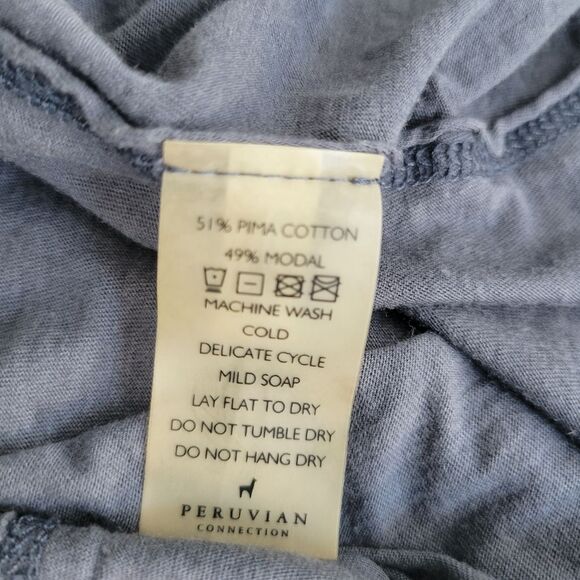 51% PIMA COTTON
49% MODAL
MACHINE WASH
COLD
DELICATE CYCLE
MILD SOAP
LAY FLAT TO DRY
DO NOT TUMBLE DRY
DO NOT HANG DRY
PERUVIAN
CONNECTION